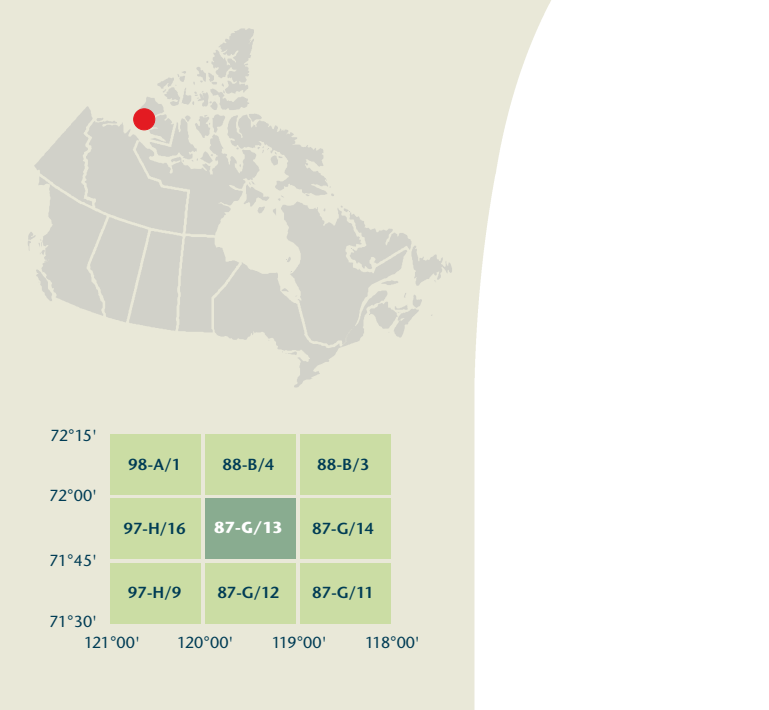 72°15'
98-A/1 88-B/4 88-B/3
72°00'
97-H/16 87-G/13 87-G/14
71°45'
97-H/9 87-G/12 87-G/11
71°30'
121°00' 120°00' 119°00' 118°00'